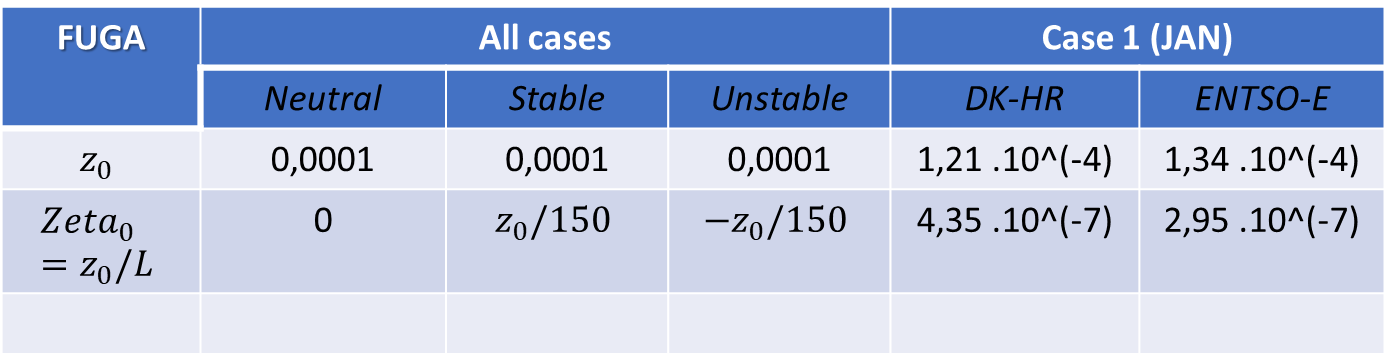 FUGA All cases Case 1 (JAN)
Neutral Stable Unstable DK-HR ENTSO-E
z₀ 0,0001 0,0001 0,0001 1,21 .10^(-4) 1,34 .10^(-4)
Zeta₀ 0 z₀/150 −z₀/150 4,35 .10^(-7) 2,95 .10^(-7)
= z₀/L